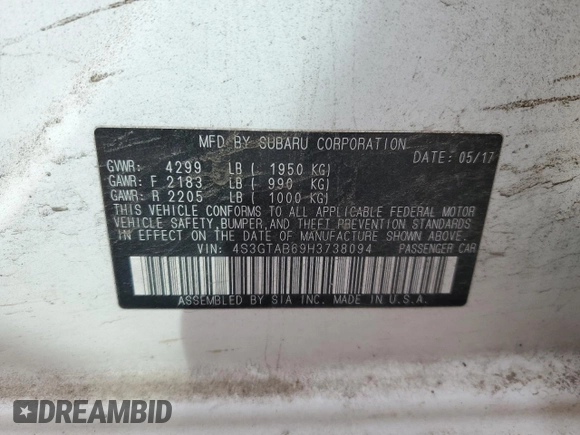 MFD BY SUBARU CORPORATION
DATE: 05/17
GVWR: 4299 LB ( 1950 KG)
GAWR: F 2183 LB ( 990 KG)
GAWR: R 2205 LB ( 1000 KG)
THIS VEHICLE CONFORMS TO ALL APPLICABLE FEDERAL MOTOR
VEHICLE SAFETY, BUMPER, AND THEFT PREVENTION STANDARDS
IN EFFECT ON THE DATE OF MANUFACTURE SHOWN ABOVE.
VIN: 4S3GTAB69H3738094 PASSENGER CAR
ASSEMBLED BY SIA INC. MADE IN U.S.A.
DREAMBID